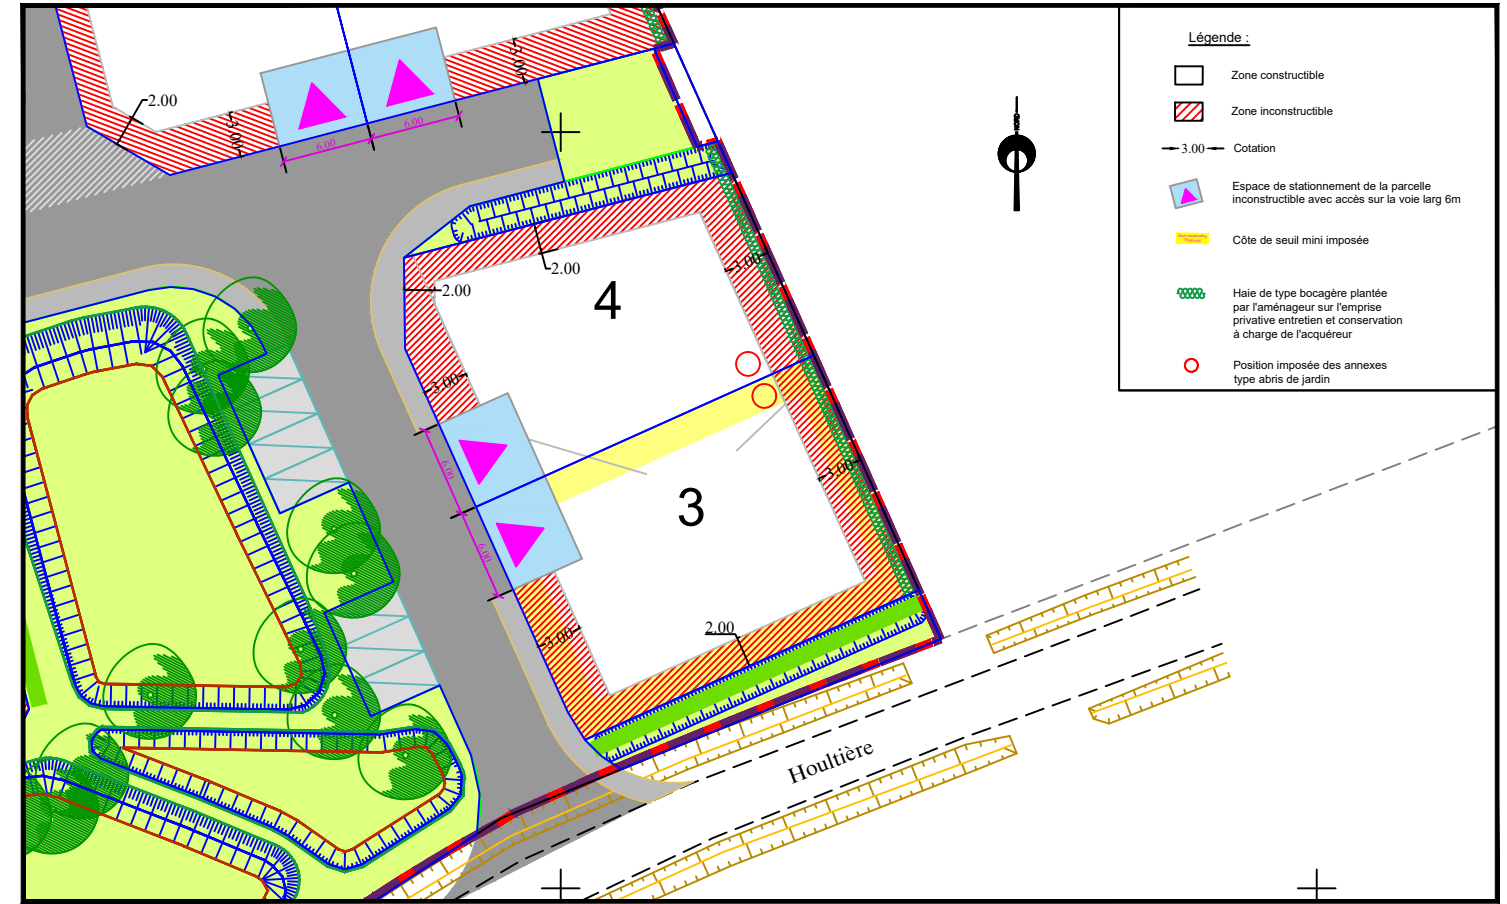 Légende :
Zone constructible
Zone inconstructible
3.00
Cotation
Espace de stationnement de la parcelle
inconstructible avec accès sur la voie larg 6m
Côte de seuil mini imposée
Haie de type bocagère plantée
par l'aménageur sur l'emprise
privative entretien et conservation
à charge de l'acquéreur
Position imposée des annexes
type abris de jardin
NORD
2.00
3.00
3.00
6.00
6.00
2.00
2.00
3.00
3.00
4
6.00
6.00
3
3.00
3.00
2.00
Houltière